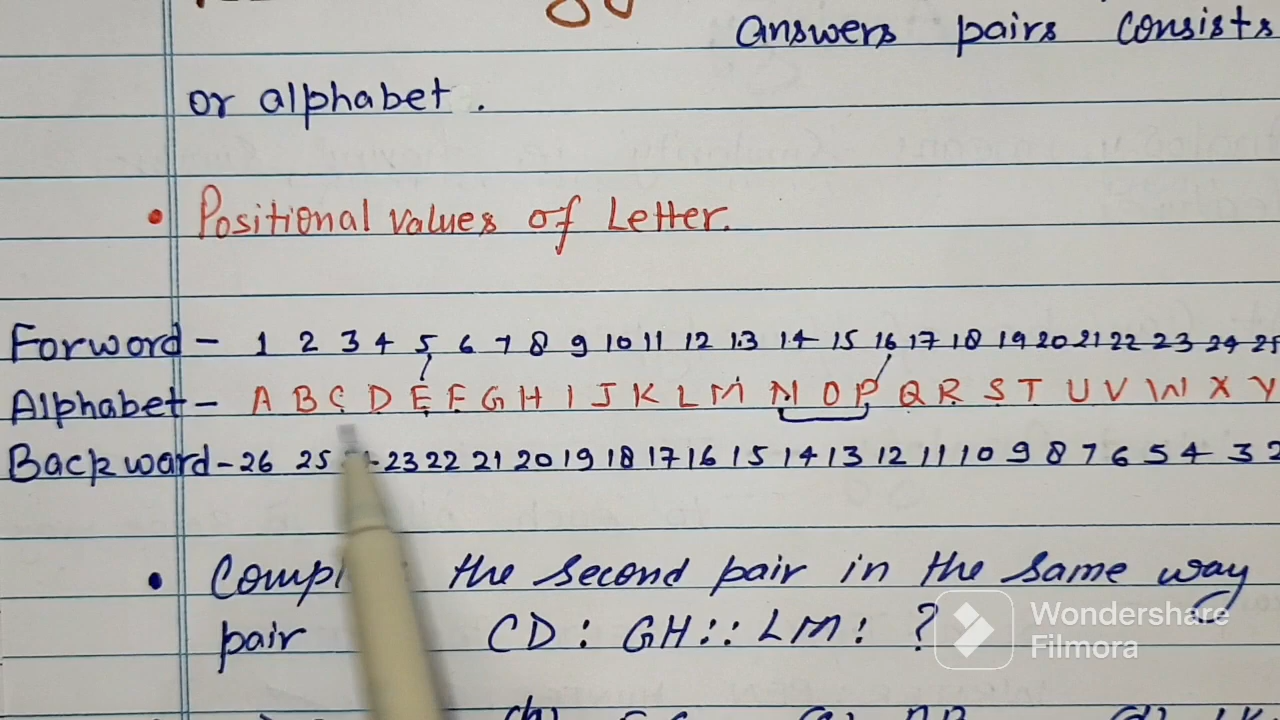 answers pairs consists
or alphabet.
• Positional values of Letter.
Forword - 1 2 3 4 5 6 7 8 9 10 11 12 13 14 15 16 17 18 19 20 21 22 23 24 25
Alphabet - A B C D E F G H I J K L M N O P Q R S T U V W X Y
Backward - 26 25 23 22 21 20 19 18 17 16 15 14 13 12 11 10 9 8 7 6 5 4 3 2
• the second pair in the same way
pair CD : GH :: LM : ?
Wondershare
Filmora